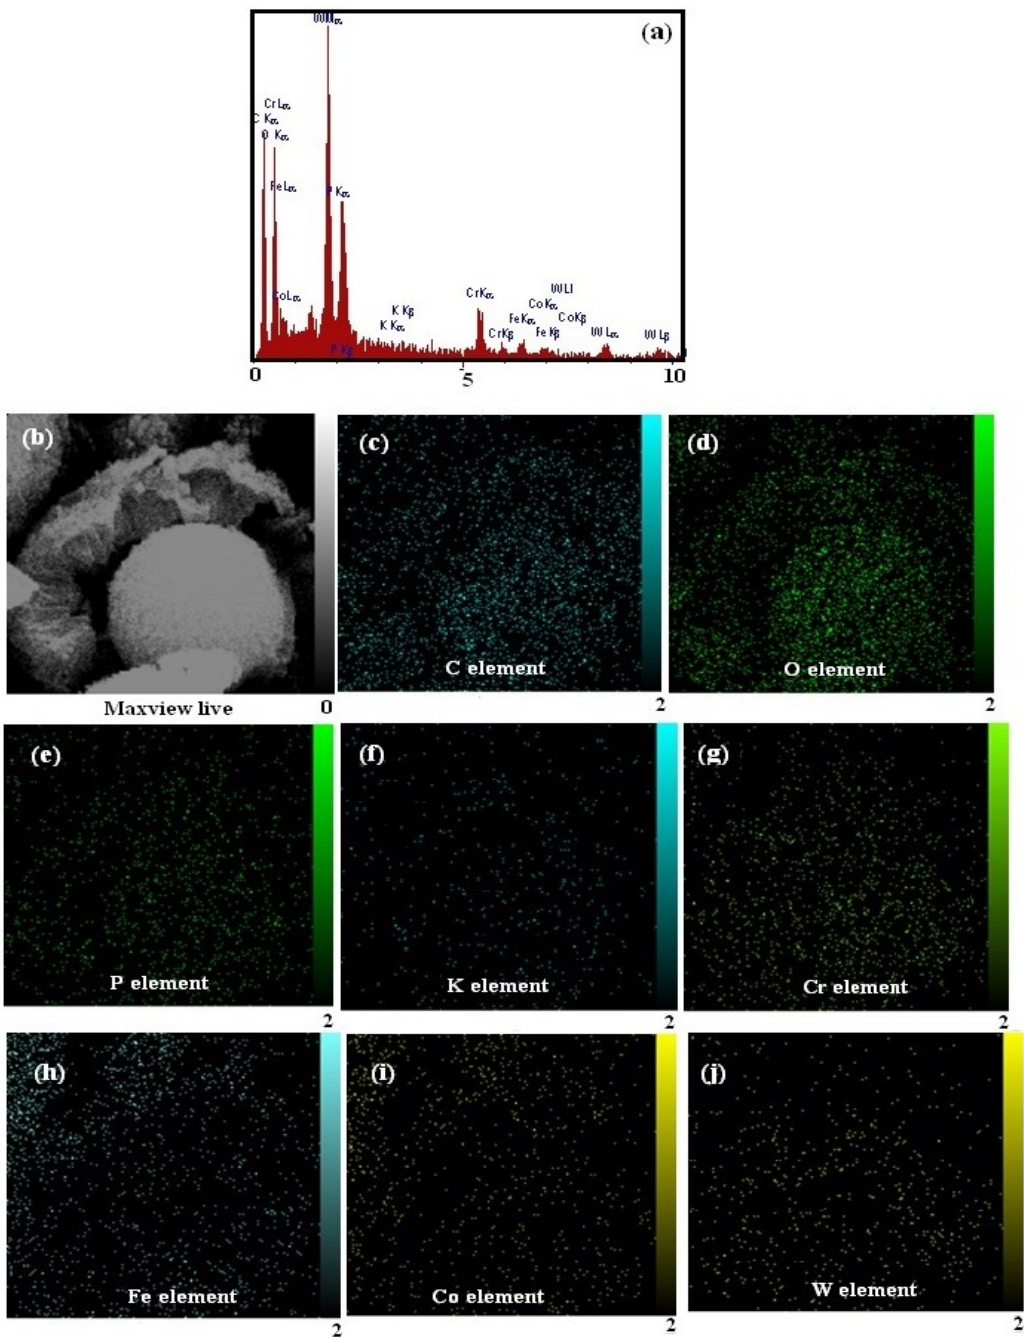 (a)
Cr Lα
C Kα
O Kα
Fe Lα
P Kα
Co Lα
K Kβ
K Kα
P Kβ
Cr Kα
W Ll
Co Kα
Fe Kα
Co Kβ
Cr Kβ
Fe Kβ
W Lα
W Lβ
0 5 10
(b)
Maxview live 0
(c)
C element
2
(d)
O element
2
(e)
P element
2
(f)
K element
2
(g)
Cr element
2
(h)
Fe element
2
(i)
Co element
2
(j)
W element
2